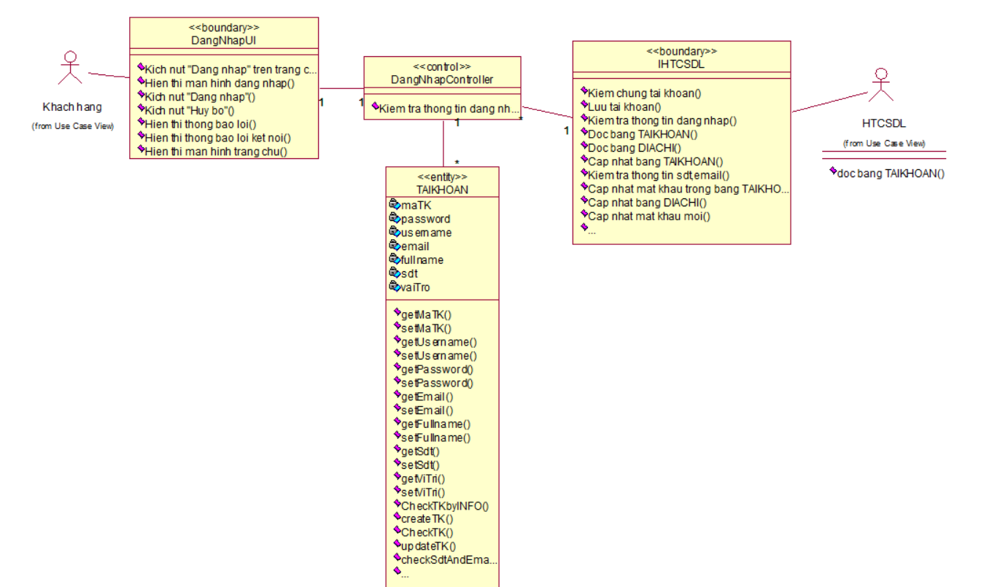 <<boundary>>
DangNhapUI
Kich nut "Dang nhap" tren trang c...
Hien thi man hinh dang nhap()
Kich nut "Dang nhap"()
Kich nut "Huy bo"()
Hien thi thong bao loi()
Hien thi thong bao loi ket noi()
Hien thi man hinh trang chu()
Khach hang
(from Use Case View)
1
1
<<control>>
DangNhapController
Kiem tra thong tin dang nh...
1
*
*
1
<<boundary>>
IHTCSDL
Kiem chung tai khoan()
Luu tai khoan()
Kiem tra thong tin dang nhap()
Doc bang TAIKHOAN()
Doc bang DIACHI()
Cap nhat bang TAIKHOAN()
Kiem tra thong tin sdt,email()
Cap nhat mat khau trong bang TAIKHO...
Cap nhat bang DIACHI()
Cap nhat mat khau moi()
...
HTCSDL
(from Use Case View)
doc bang TAIKHOAN()
<<entity>>
TAIKHOAN
maTK
password
username
email
fullname
sdt
vaiTro
getMaTK()
setMaTK()
getUsername()
setUsername()
getPassword()
setPassword()
getEmail()
setEmail()
getFullname()
setFullname()
getSdt()
setSdt()
getViTri()
setViTri()
CheckTKbyINFO()
createTK()
CheckTK()
updateTK()
checkSdtAndEma...
...